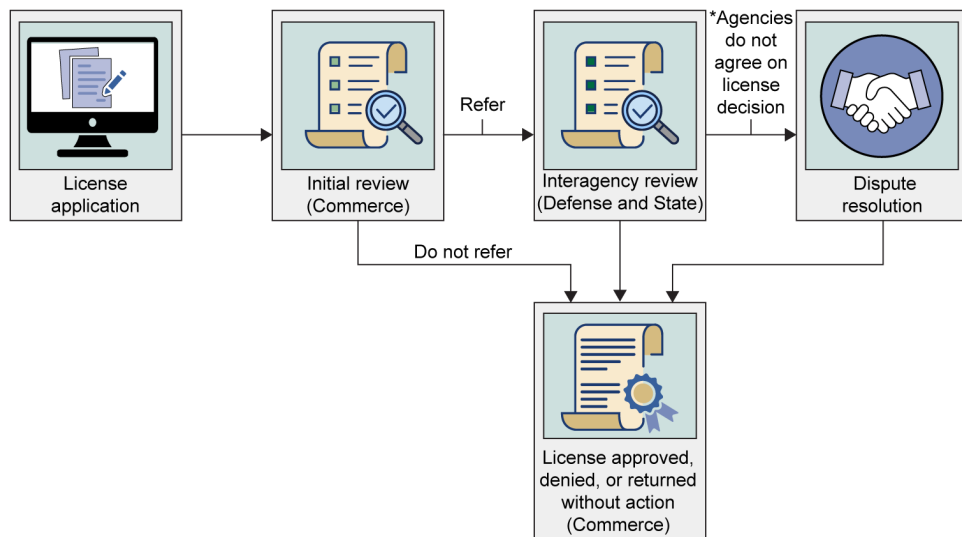 License
application
Initial review
(Commerce)
Refer
Interagency review
(Defense and State)
*Agencies
do not
agree on
license
decision
Dispute
resolution
Do not refer
License approved,
denied, or returned
without action
(Commerce)